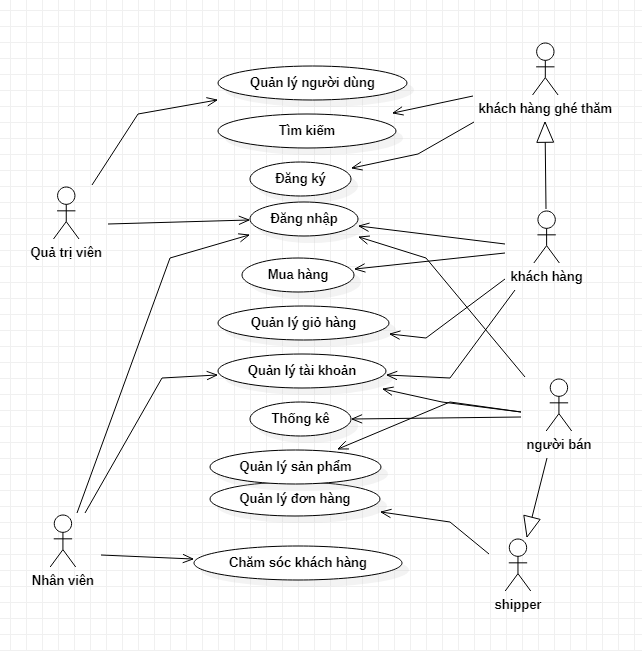 Quản lý người dùng
khách hàng ghé thăm
Tìm kiếm
Đăng ký
Đăng nhập
Quả trị viên
Mua hàng
khách hàng
Quản lý giỏ hàng
Quản lý tài khoản
Thống kê
người bán
Quản lý sản phẩm
Quản lý đơn hàng
Chăm sóc khách hàng
Nhân viên
shipper